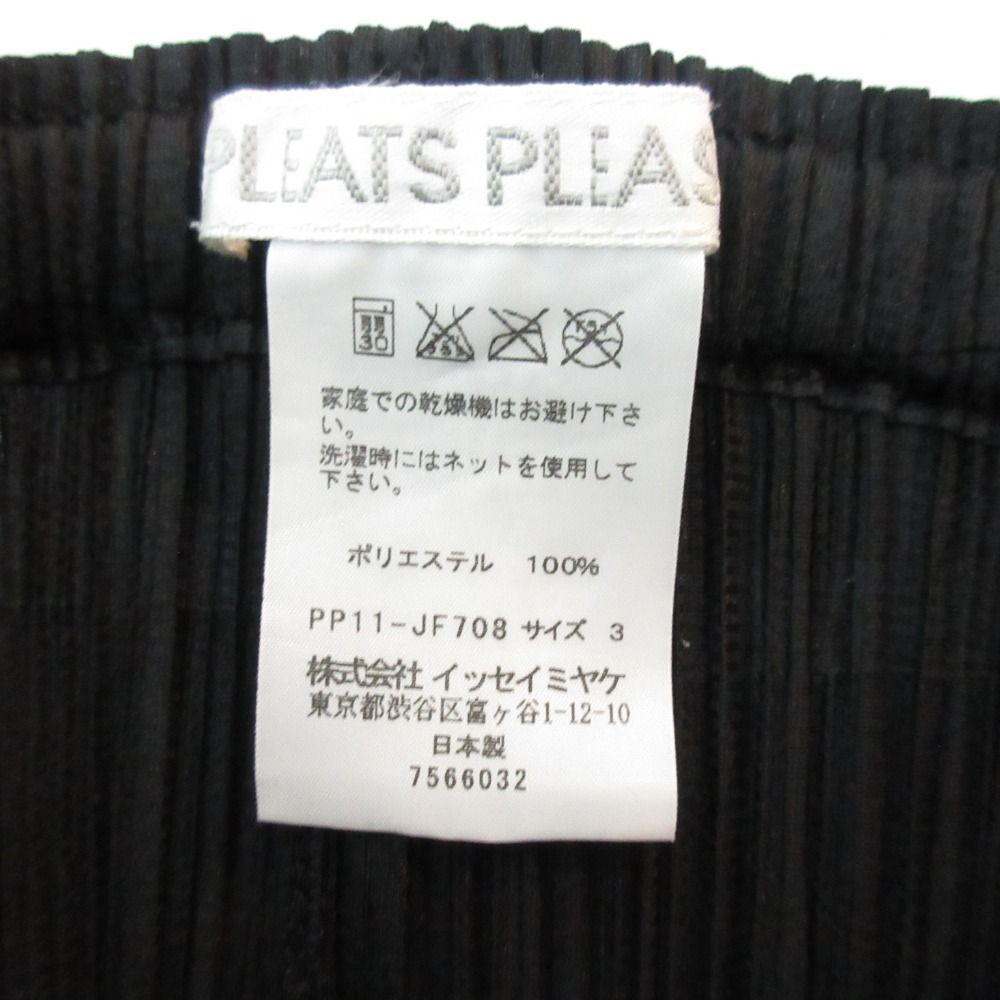 PLEATS PLEAS
弱
30
家庭での乾燥機はお避け下さ
い。
洗濯時にはネットを使用して
下さい。
ポリエステル 100%
PP11-JF708 サイズ 3
株式会社 イッセイミヤケ
東京都渋谷区富ヶ谷1-12-10
日本製
7566032